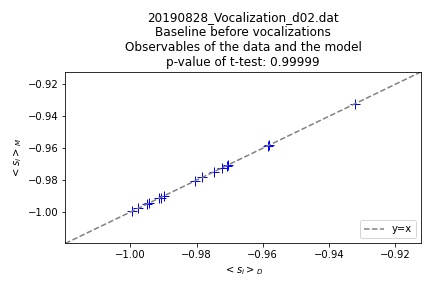 20190828_Vocalization_d02.dat
Baseline before vocalizations
Observables of the data and the model
p-value of t-test: 0.99999
−0.92
−0.94
−0.96
−0.98
−1.00
< s_i >_M
y=x
−1.00
−0.98
−0.96
−0.94
−0.92
< s_i >_D